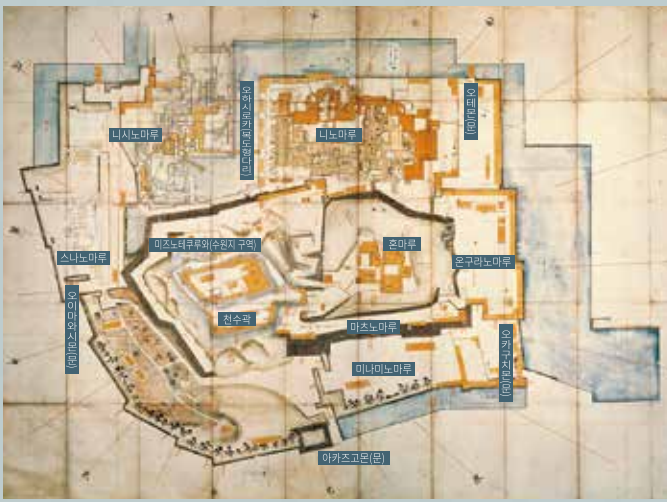 니시노마루
오하시로카복도형다리)
니노마루
오테몬(문)
미즈노테쿠루와(수원지 구역)
혼마루
스나노마루
온구라노마루
천수곽
오이마와시몬(문)
마츠노마루
오카구치몬(문)
미나미노마루
아카즈고몬(문)